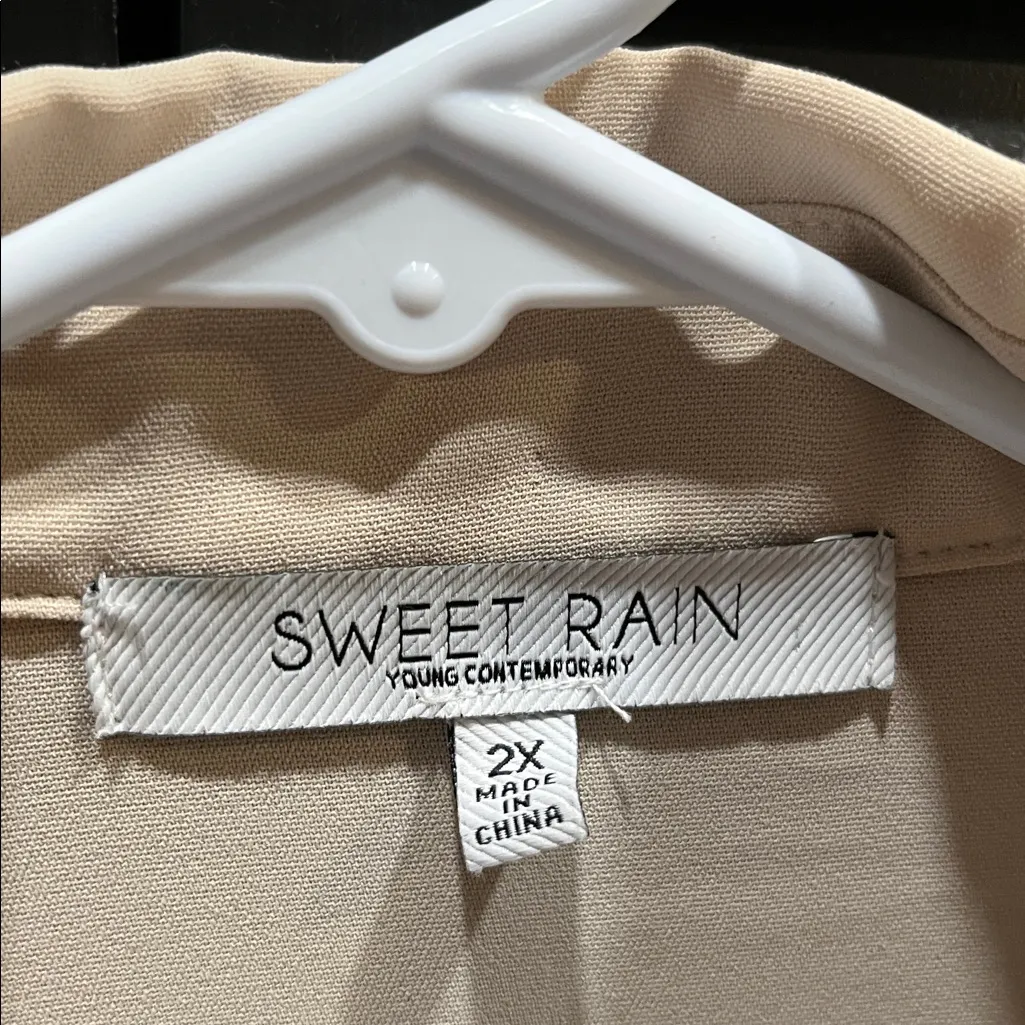 SWEET RAIN
YOUNG CONTEMPORARY
2X
MADE
IN
CHINA